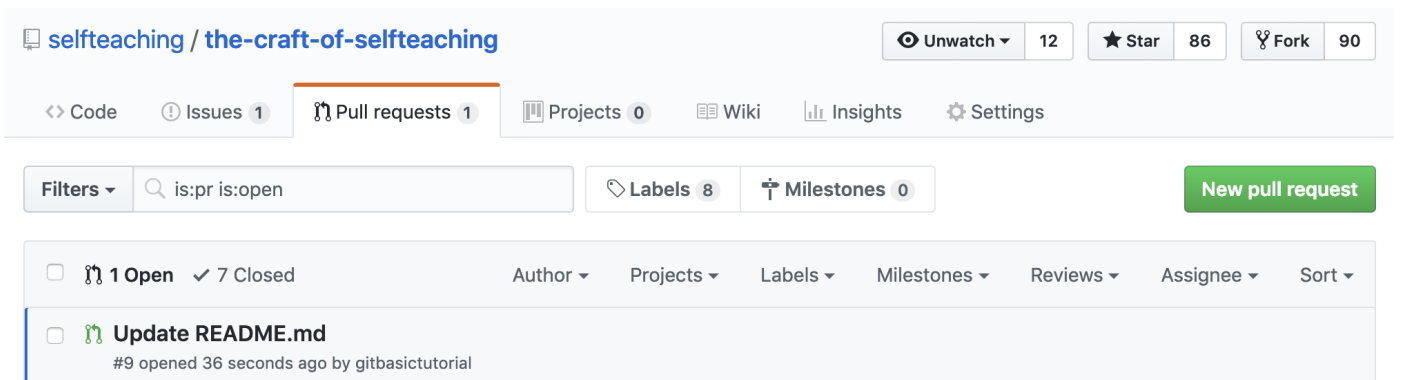 selfteaching / the-craft-of-selfteaching Unwatch 12 Star 86 Fork 90
Code Issues 1 Pull requests 1 Projects 0 Wiki Insights Settings
Filters is:pr is:open Labels 8 Milestones 0 New pull request
1 Open 7 Closed Author Projects Labels Milestones Reviews Assignee Sort
Update README.md
#9 opened 36 seconds ago by gitbasictutorial